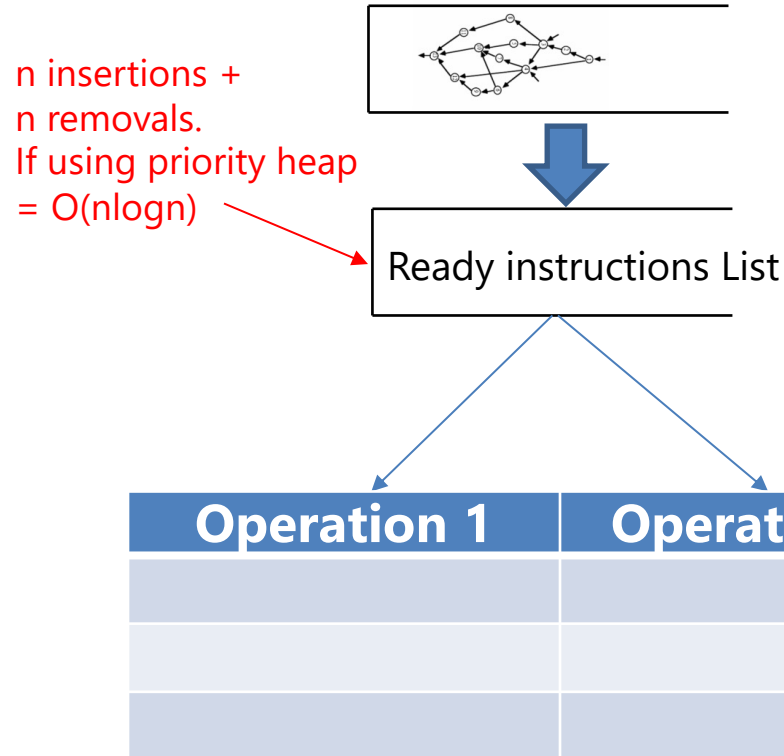 n insertions +
n removals.
If using priority heap
= O(nlogn)
Ready instructions List
Operation 1
Operat